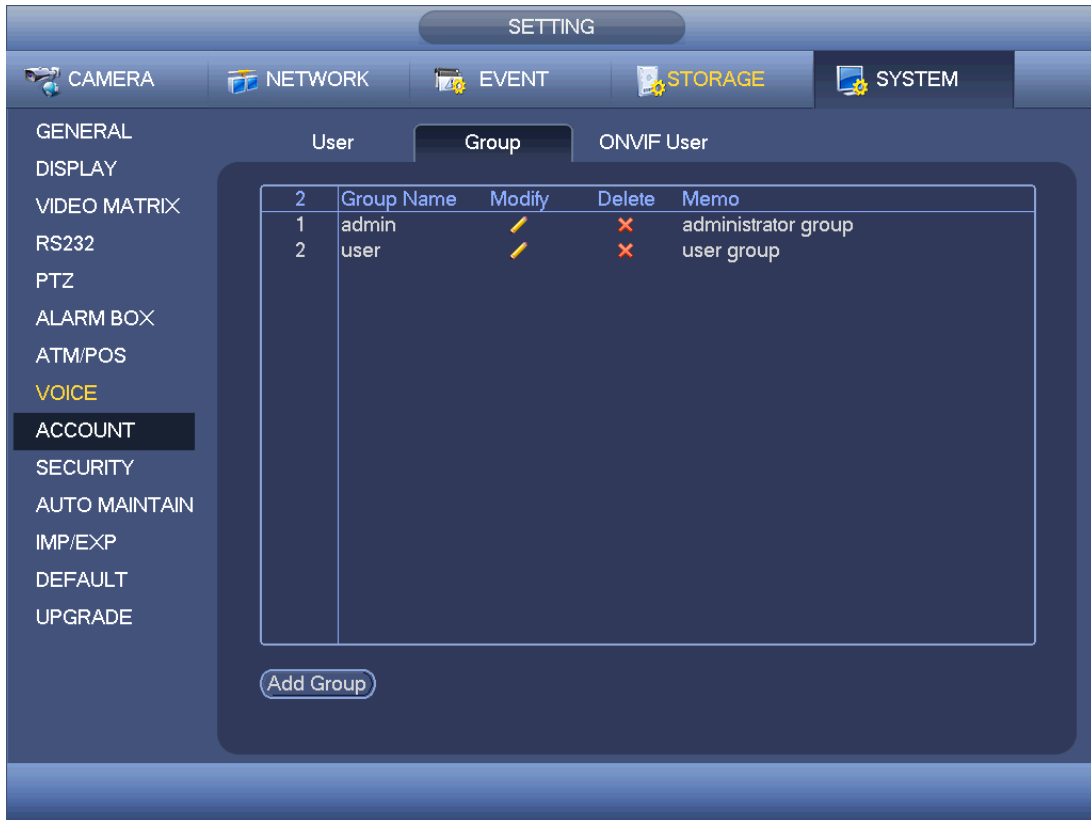 SETTING
CAMERA NETWORK EVENT STORAGE SYSTEM
GENERAL
DISPLAY
VIDEO MATRIX
RS232
PTZ
ALARM BOX
ATM/POS
VOICE
ACCOUNT
SECURITY
AUTO MAINTAIN
IMP/EXP
DEFAULT
UPGRADE
User Group ONVIF User
2 Group Name Modify Delete Memo
1 admin administrator group
2 user user group
Add Group